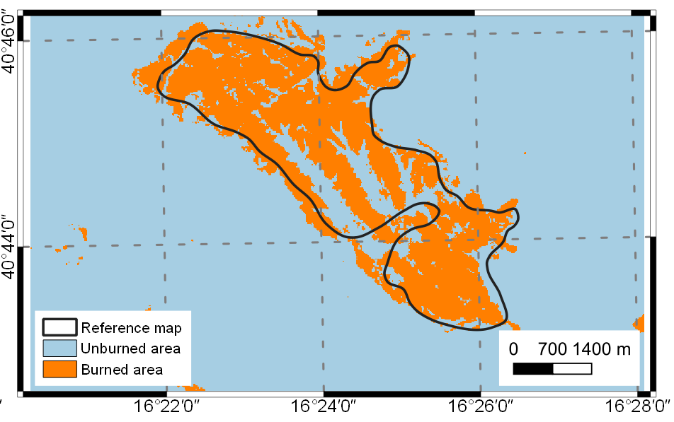 40°46′0″
40°44′0″
Reference map
Unburned area
Burned area
0 700 1400 m
16°22′0″ 16°24′0″ 16°26′0″ 16°28′0″